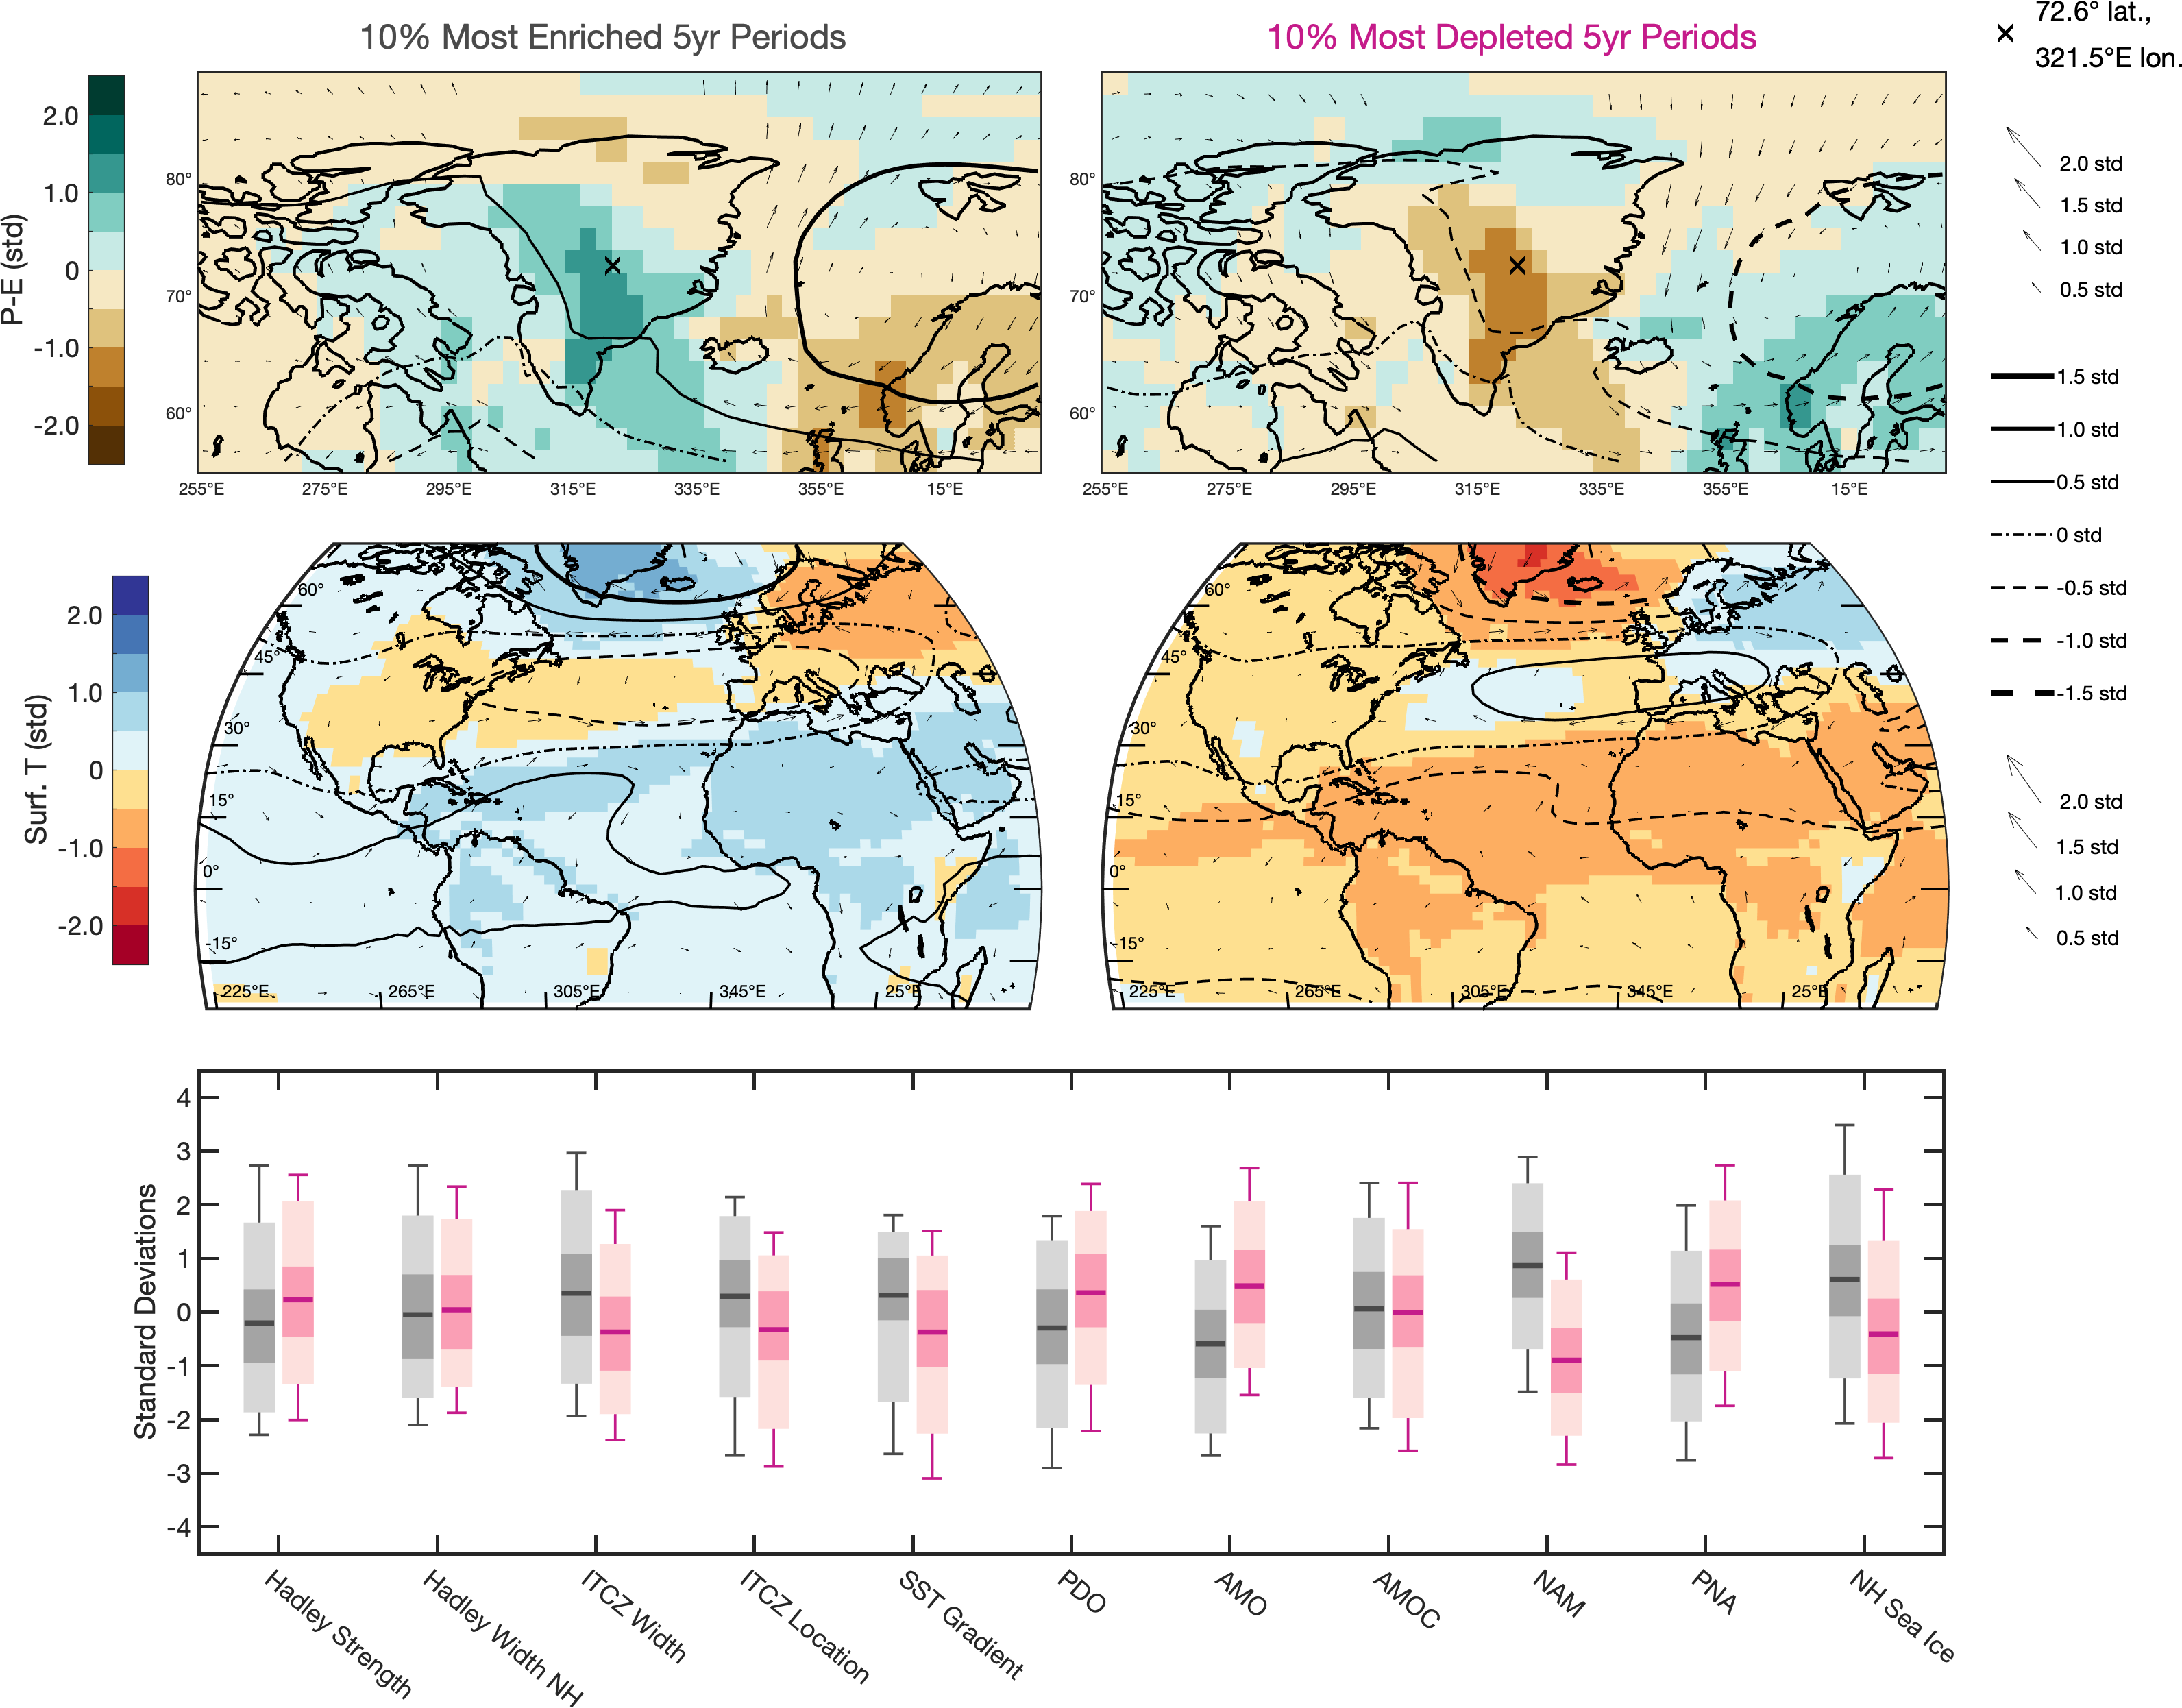 10% Most Enriched 5yr Periods
10% Most Depleted 5yr Periods
72.6° lat.,
321.5°E lon.
P-E (std)
2.0
1.0
0
-1.0
-2.0
80°
70°
60°
255°E 275°E 295°E 315°E 335°E 355°E 15°E
80°
70°
60°
255°E 275°E 295°E 315°E 335°E 355°E 15°E
2.0 std
1.5 std
1.0 std
0.5 std
1.5 std
1.0 std
0.5 std
0 std
-0.5 std
-1.0 std
-1.5 std
Surf. T (std)
2.0
1.0
0
-1.0
-2.0
60°
45°
30°
15°
0°
-15°
225°E 265°E 305°E 345°E 25°E
60°
45°
30°
15°
0°
-15°
225°E 265°E 305°E 345°E 25°E
2.0 std
1.5 std
1.0 std
0.5 std
Standard Deviations
4
3
2
1
0
-1
-2
-3
-4
Hadley Strength
Hadley Width NH
ITCZ Width
ITCZ Location
SST Gradient
PDO
AMO
AMOC
NAM
PNA
NH Sea Ice